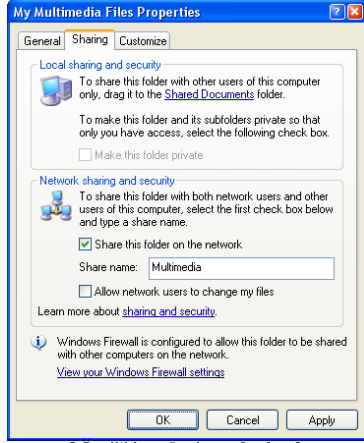 My Multimedia Files Properties
General Sharing Customize
Local sharing and security
To share this folder with other users of this computer
only, drag it to the Shared Documents folder.
To make this folder and its subfolders private so that
only you have access, select the following check box.
Make this folder private
Network sharing and security
To share this folder with both network users and other
users of this computer, select the first check box below
and type a share name.
Share this folder on the network
Share name: Multimedia
Allow network users to change my files
Learn more about sharing and security.
Windows Firewall is configured to allow this folder to be shared
with other computers on the network.
View your Windows Firewall settings
OK Cancel Apply